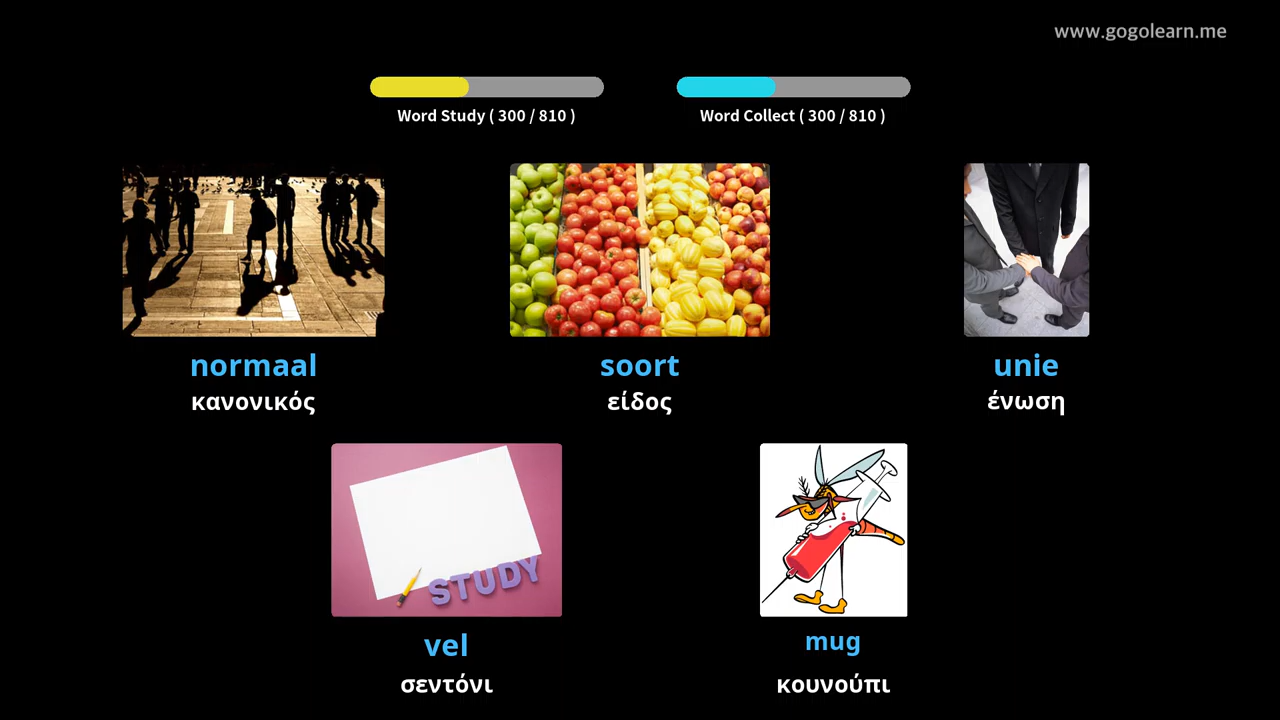 www.gogolearn.me
Word Study ( 300 / 810 )
Word Collect ( 300 / 810 )
normaal
κανονικός
soort
είδος
unie
ένωση
STUDY
vel
σεντόνι
mug
κουνούπι